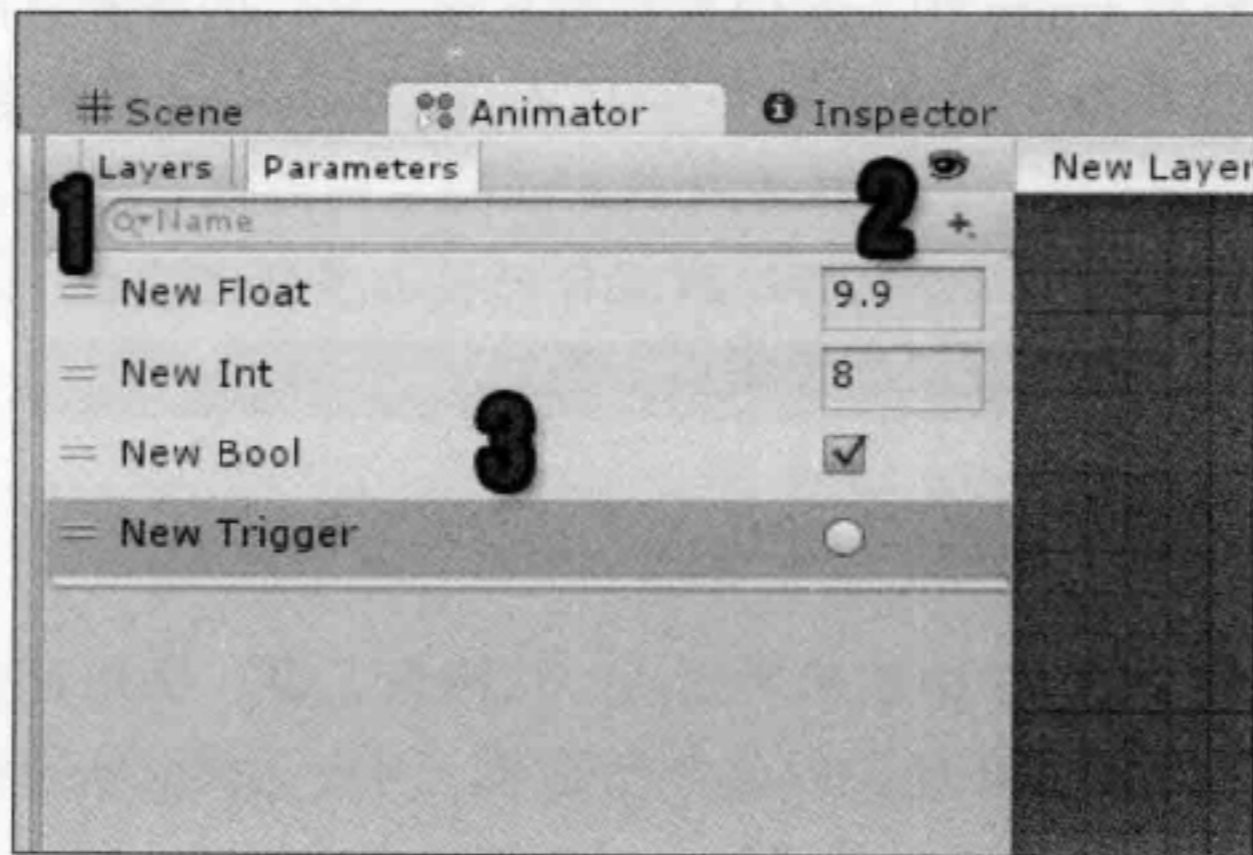 Scene Animator Inspector
Layers Parameters New Layer
1 Name 2
New Float 9.9
New Int 8
New Bool 3
New Trigger